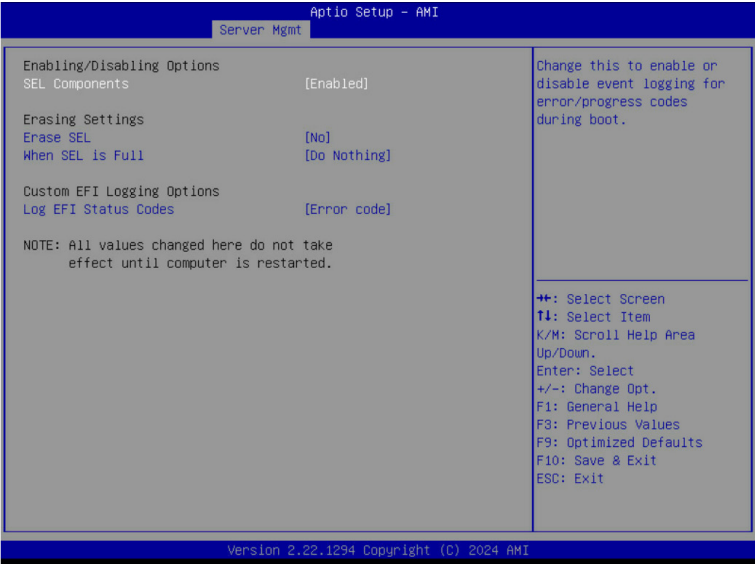 Aptio Setup – AMI
Server Mgmt
Enabling/Disabling Options
SEL Components [Enabled]
Erasing Settings
Erase SEL [No]
When SEL is Full [Do Nothing]
Custom EFI Logging Options
Log EFI Status Codes [Error code]
NOTE: All values changed here do not take
effect until computer is restarted.
Change this to enable or
disable event logging for
error/progress codes
during boot.
→←: Select Screen
↑↓: Select Item
K/M: Scroll Help Area
Up/Down.
Enter: Select
+/-: Change Opt.
F1: General Help
F3: Previous Values
F9: Optimized Defaults
F10: Save & Exit
ESC: Exit
Version 2.22.1294 Copyright (C) 2024 AMI